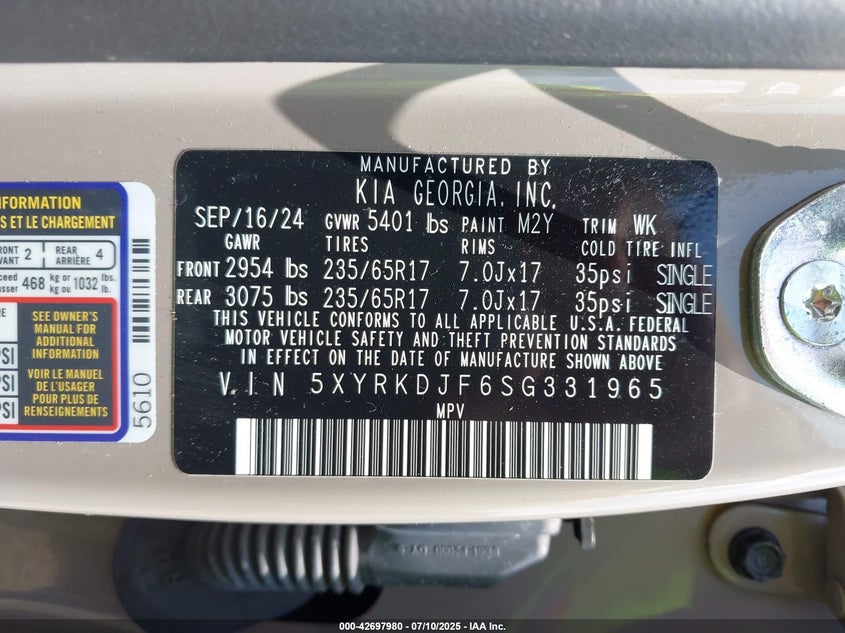 MANUFACTURED BY
KIA GEORGIA, INC.
SEP/16/24 GVWR 5401 lbs PAINT M2Y TRIM WK
GAWR TIRES RIMS COLD TIRE INFL
FRONT 2954 lbs 235/65R17 7.0Jx17 35psi SINGLE
REAR 3075 lbs 235/65R17 7.0Jx17 35psi SINGLE
THIS VEHICLE CONFORMS TO ALL APPLICABLE U.S.A. FEDERAL
MOTOR VEHICLE SAFETY AND THEFT PREVENTION STANDARDS
IN EFFECT ON THE DATE OF MANUFACTURE SHOWN ABOVE
V.I N 5XYRKDJF6SG331965
MPV
INFORMATION
ET LE CHARGEMENT
2 REAR 4
ARRIÈRE
468 kg or 1032 lbs.
kg ou lb.
SEE OWNER'S
MANUAL FOR
ADDITIONAL
INFORMATION
VOIR LE MANUEL
DE L'USAGER
POUR PLUS DE
RENSEIGNEMENTS
5610
000-42697980 — 07/10/2025 — IAA Inc.